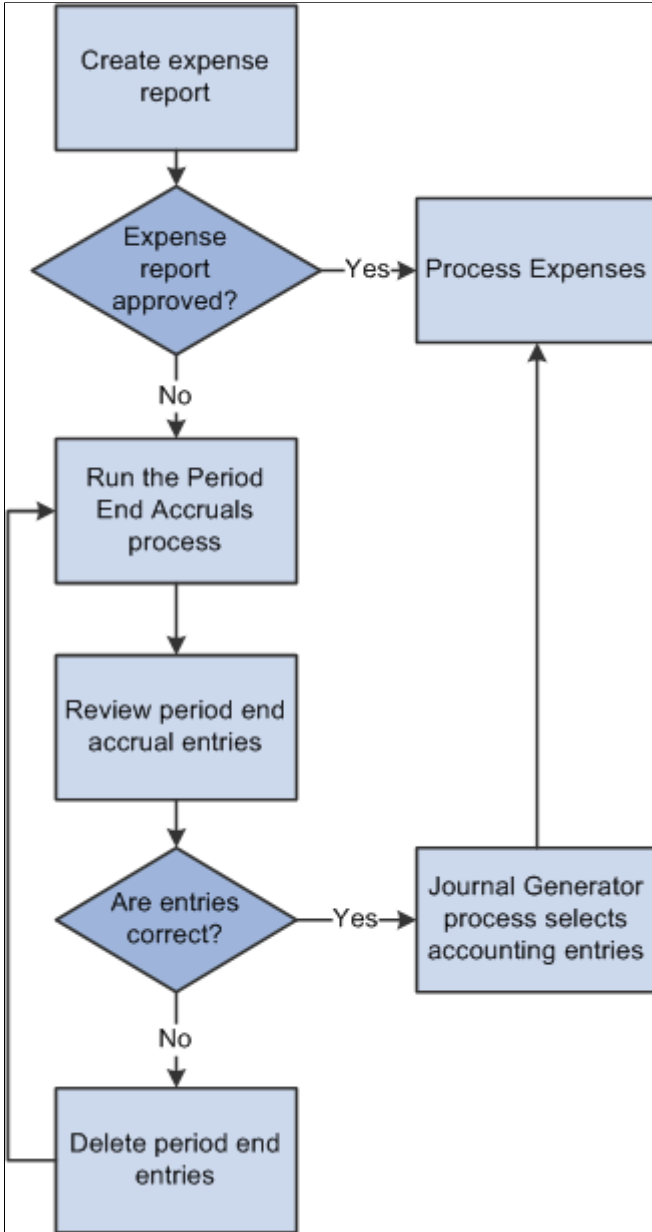 Create expense
report
Expense
report
approved?
Yes
Process Expenses
No
Run the Period
End Accruals
process
Review period end
accrual entries
Are entries
correct?
Yes
Journal Generator
process selects
accounting entries
No
Delete period end
entries